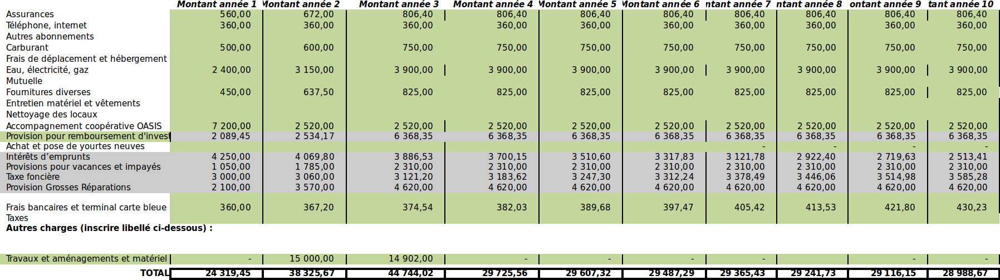 Montant année 1 Montant année 2 Montant année 3 Montant année 4 Montant année 5 Montant année 6 ntant année 7 ntant année 8 ontant année 9 tant année 10
Assurances 560,00 672,00 806,40 806,40 806,40 806,40 806,40 806,40 806,40 806,40
Téléphone, internet 360,00 360,00 360,00 360,00 360,00 360,00 360,00 360,00 360,00 360,00
Autres abonnements
Carburant 500,00 600,00 750,00 750,00 750,00 750,00 750,00 750,00 750,00 750,00
Frais de déplacement et hébergement
Eau, électricité, gaz 2 400,00 3 150,00 3 900,00 3 900,00 3 900,00 3 900,00 3 900,00 3 900,00 3 900,00 3 900,00
Mutuelle
Fournitures diverses 450,00 637,50 825,00 825,00 825,00 825,00 825,00 825,00 825,00 825,00
Entretien matériel et vêtements
Nettoyage des locaux
Accompagnement coopérative OASIS 7 200,00 2 520,00 2 520,00 2 520,00 2 520,00 2 520,00 2 520,00 2 520,00 2 520,00 2 520,00
Provision pour remboursement d'invest 2 089,45 2 534,17 6 368,35 6 368,35 6 368,35 6 368,35 6 368,35 6 368,35 6 368,35 6 368,35
Achat et pose de yourtes neuves - - - -
Intérêts d’emprunts 4 250,00 4 069,80 3 886,53 3 700,15 3 510,60 3 317,83 3 121,78 2 922,40 2 719,63 2 513,41
Provisions pour vacances et impayés 1 050,00 1 785,00 2 310,00 2 310,00 2 310,00 2 310,00 2 310,00 2 310,00 2 310,00 2 310,00
Taxe foncière 3 000,00 3 060,00 3 121,20 3 183,62 3 247,30 3 312,24 3 378,49 3 446,06 3 514,98 3 585,28
Provision Grosses Réparations 2 100,00 3 570,00 4 620,00 4 620,00 4 620,00 4 620,00 4 620,00 4 620,00 4 620,00 4 620,00
Frais bancaires et terminal carte bleue 360,00 367,20 374,54 382,03 389,68 397,47 405,42 413,53 421,80 430,23
Taxes
Autres charges (inscrire libellé ci-dessous) :
Travaux et aménagements et matériel - 15 000,00 14 902,00 - - - - - -
TOTAL 24 319,45 38 325,67 44 744,02 29 725,56 29 607,32 29 487,29 29 365,43 29 241,73 29 116,15 28 988,67